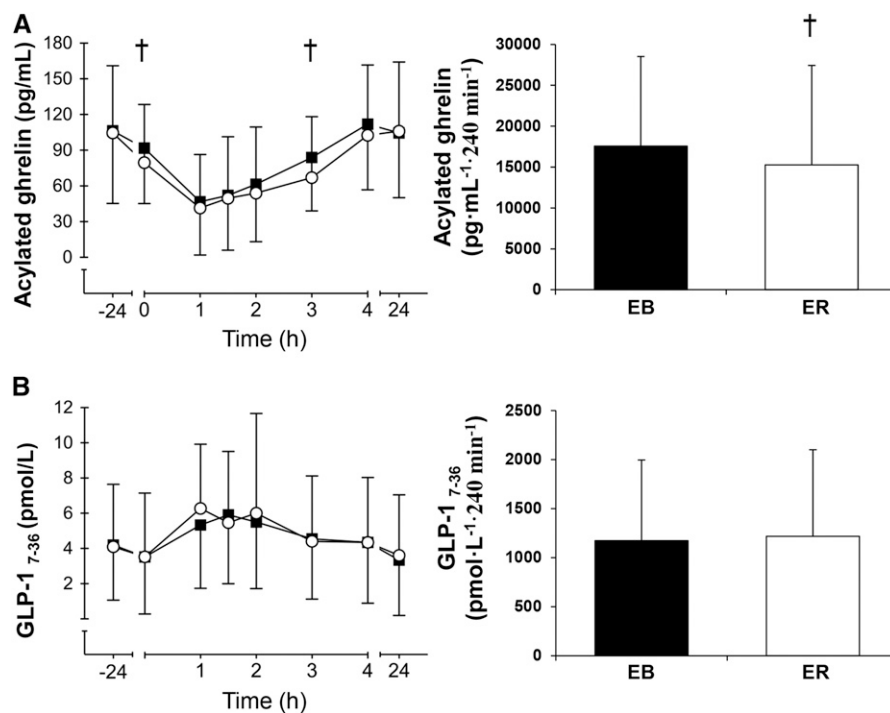 A
Acylated ghrelin (pg/mL)
180
150
120
90
60
30
0
† †
-24 0 1 2 3 4 24
Time (h)
Acylated ghrelin
(pg·mL⁻¹·240 min⁻¹)
30000
25000
20000
15000
10000
5000
0
†
EB ER
B
GLP-1 7-36 (pmol/L)
12
10
8
6
4
2
-24 1 2 3 4 24
Time (h)
GLP-1 7-36
(pmol·L⁻¹·240 min⁻¹)
2500
2000
1500
1000
500
0
EB ER